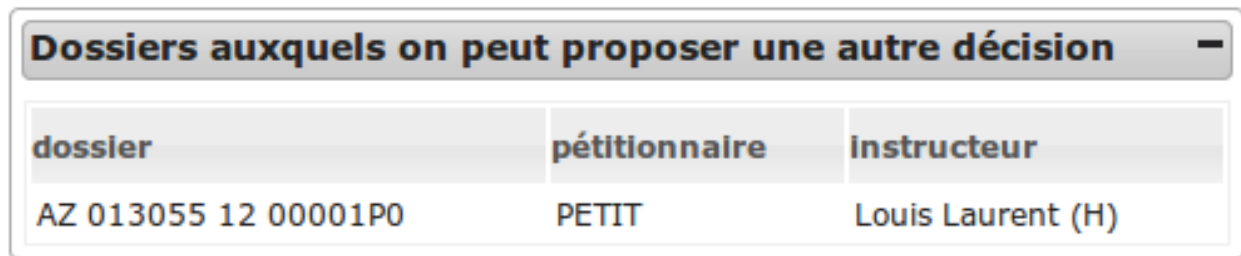 Dossiers auxquels on peut proposer une autre décision
dossier pétitionnaire instructeur
AZ 013055 12 00001P0 PETIT Louis Laurent (H)